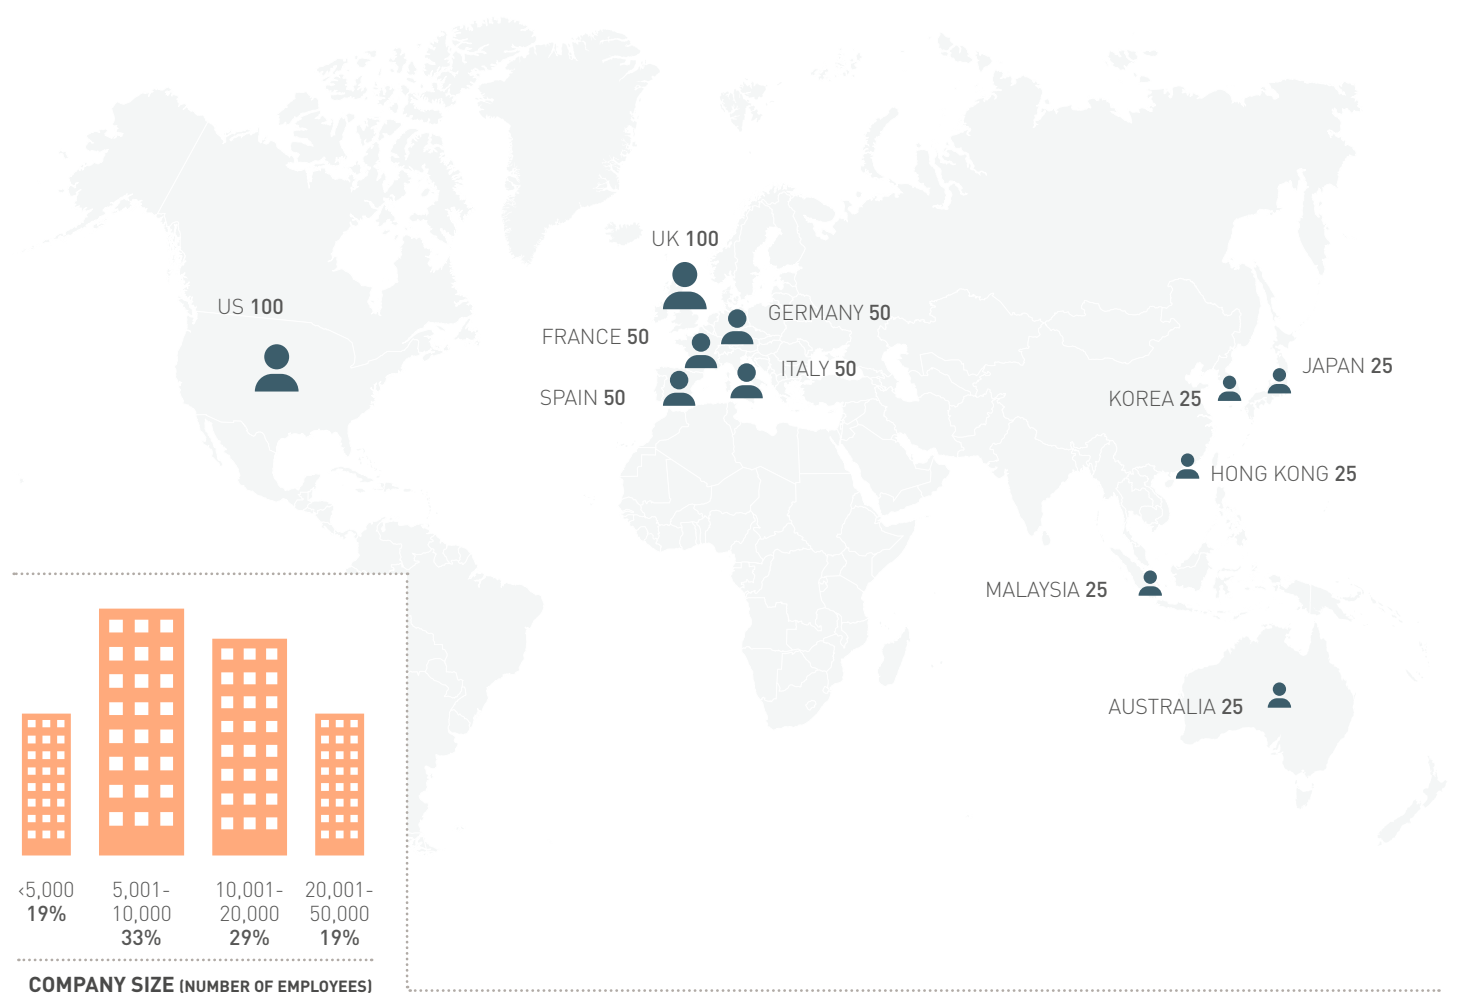 UK 100
US 100
GERMANY 50
FRANCE 50
ITALY 50
SPAIN 50
JAPAN 25
KOREA 25
HONG KONG 25
MALAYSIA 25
AUSTRALIA 25
<5,000
19%
5,001-
10,000
33%
10,001-
20,000
29%
20,001-
50,000
19%
COMPANY SIZE (NUMBER OF EMPLOYEES)